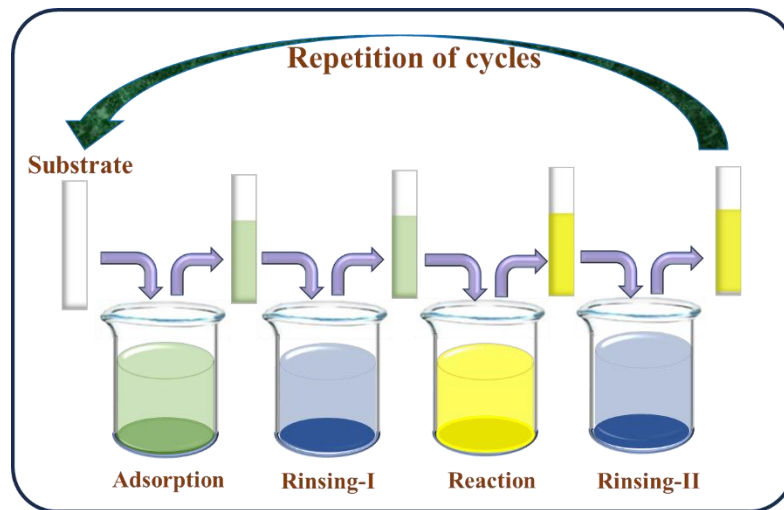 Repetition of cycles
Substrate
Adsorption
Rinsing-I
Reaction
Rinsing-II